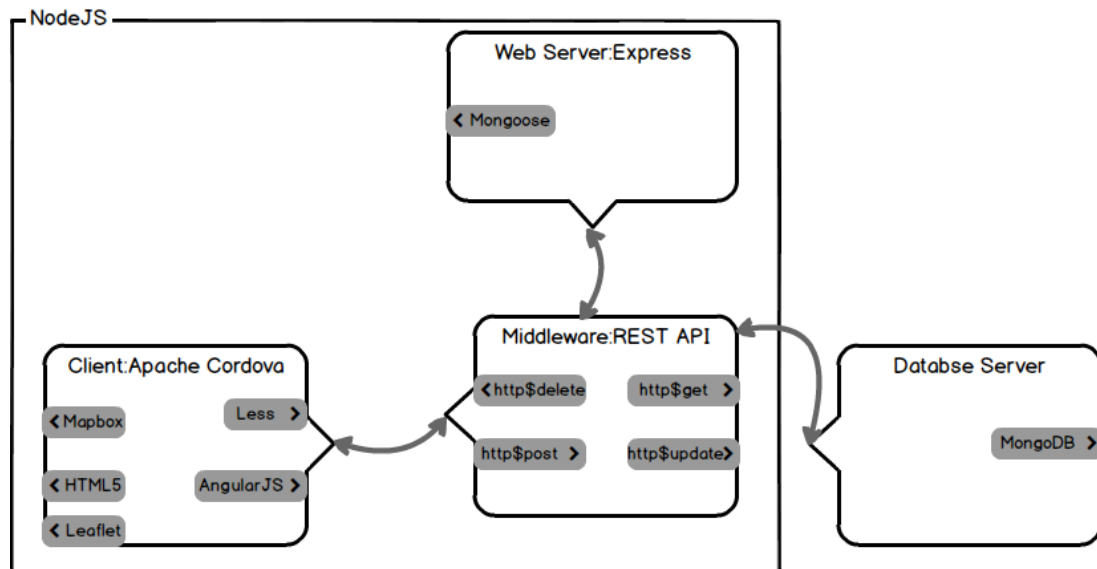 NodeJS
Web Server:Express
< Mongoose
Middleware:REST API
<http$delete
http$get >
http$post >
http$update>
Client:Apache Cordova
Less >
< Mapbox
< HTML5
AngularJS >
< Leaflet
Databse Server
MongoDB >